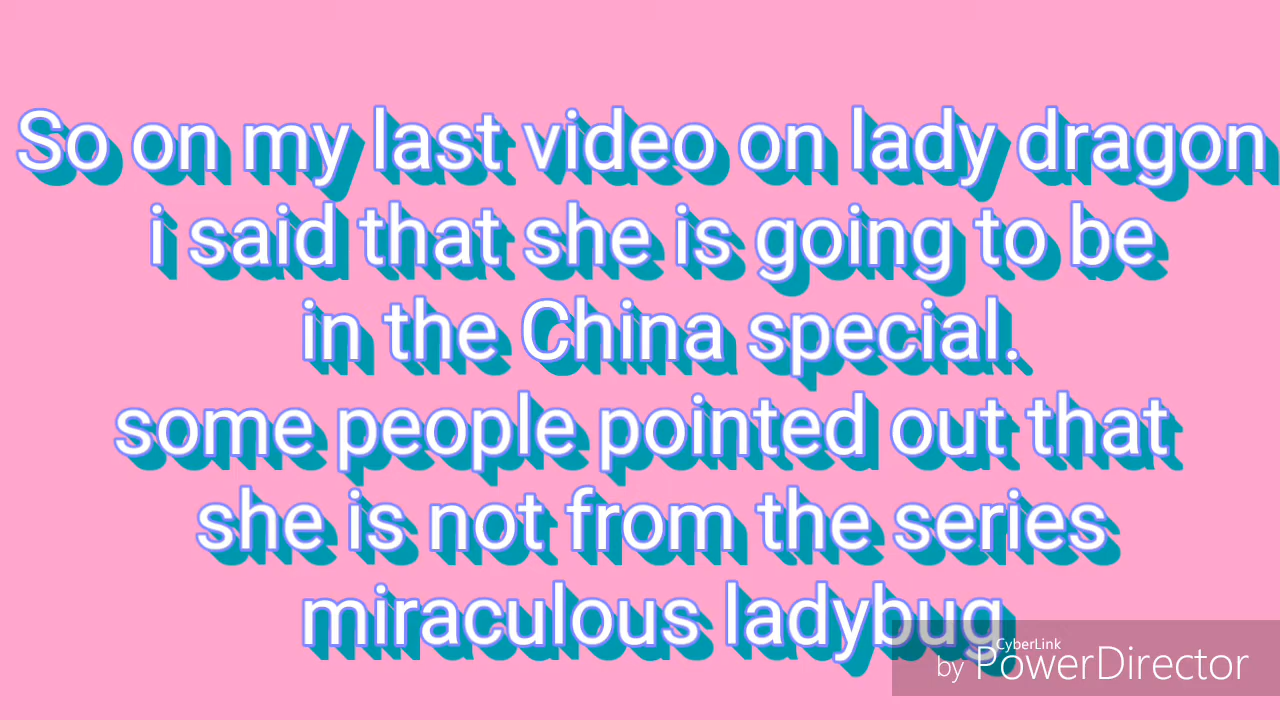 So on my last video on lady dragon
i said that she is going to be
in the China special.
some people pointed out that
she is not from the series
miraculous ladybug
CyberLink
by PowerDirector